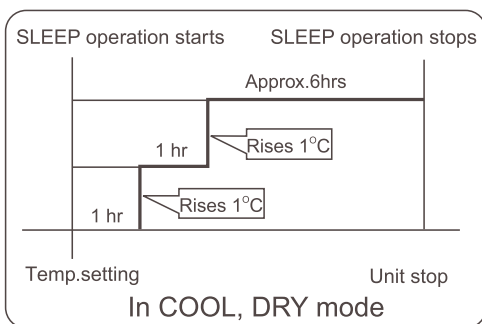 SLEEP operation starts
SLEEP operation stops
Approx.6hrs
1 hr
Rises 1°C
1 hr
Rises 1°C
Temp.setting
Unit stop
In COOL, DRY mode